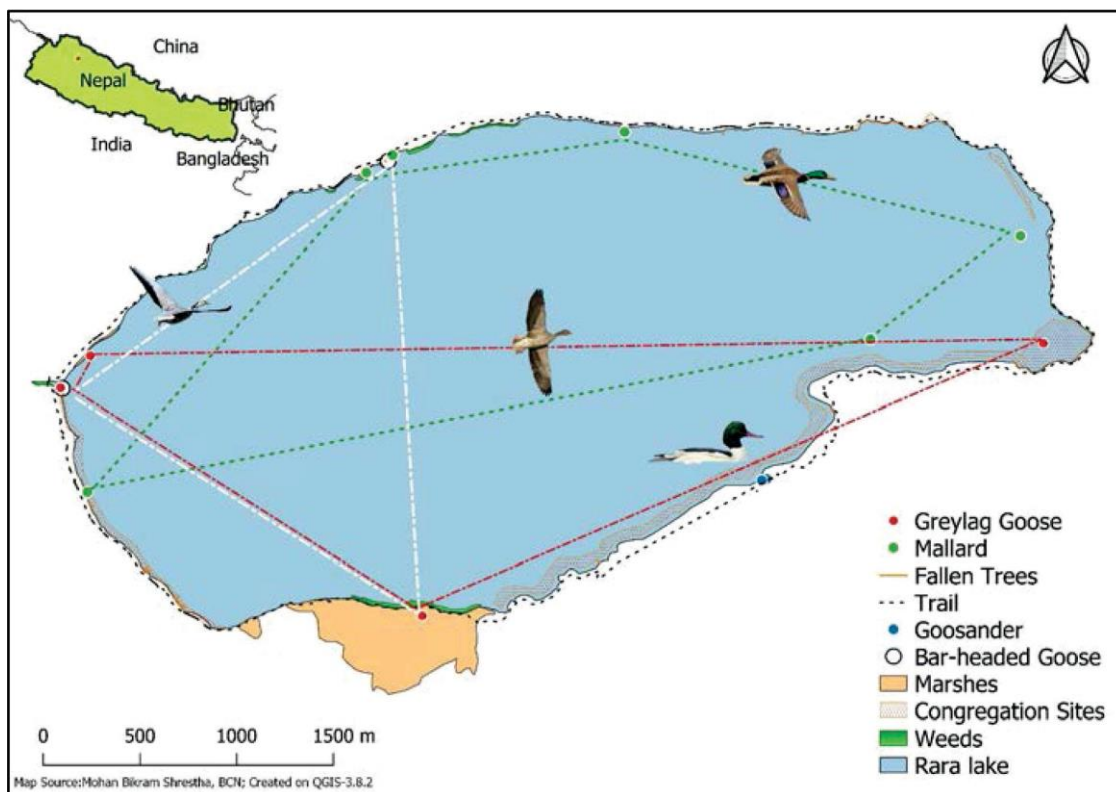 China
Nepal
Bhutan
India
Bangladesh
Greylag Goose
Mallard
Fallen Trees
Trail
Goosander
Bar-headed Goose
Marshes
Congregation Sites
Weeds
Rara lake
0 500 1000 1500 m
Map Source:Mohan Bikram Shrestha, BCN; Created on QGIS-3.8.2